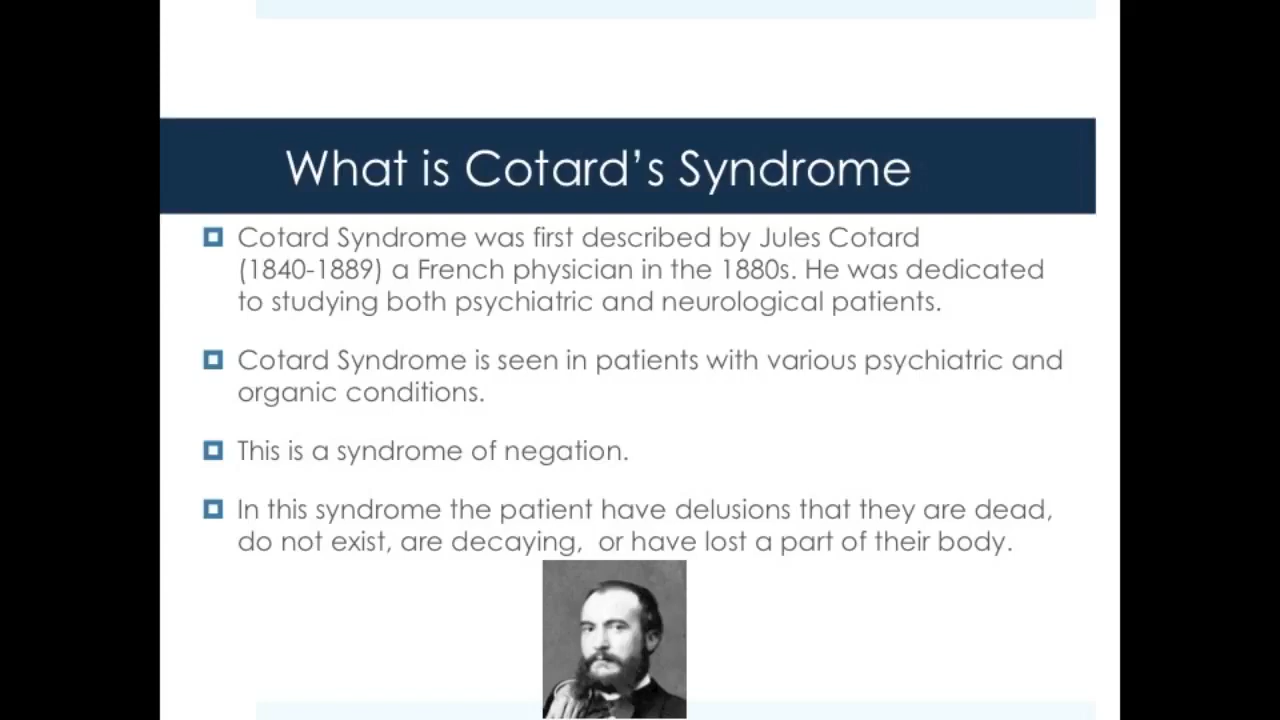 What is Cotard’s Syndrome
Cotard Syndrome was first described by Jules Cotard
(1840-1889) a French physician in the 1880s. He was dedicated
to studying both psychiatric and neurological patients.
Cotard Syndrome is seen in patients with various psychiatric and
organic conditions.
This is a syndrome of negation.
In this syndrome the patient have delusions that they are dead,
do not exist, are decaying,  or have lost a part of their body.